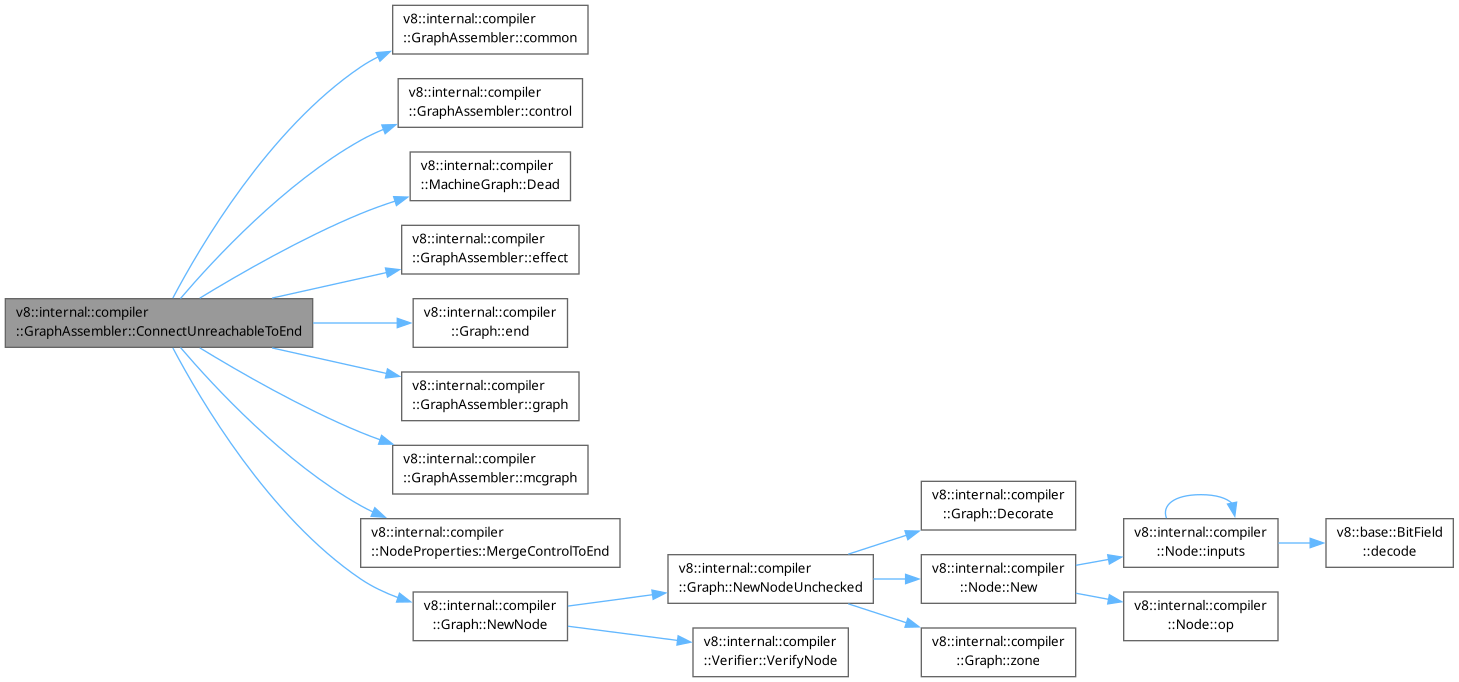 v8::internal::compiler
::GraphAssembler::common
v8::internal::compiler
::GraphAssembler::control
v8::internal::compiler
::MachineGraph::Dead
v8::internal::compiler
::GraphAssembler::effect
v8::internal::compiler
::GraphAssembler::ConnectUnreachableToEnd
v8::internal::compiler
::Graph::end
v8::internal::compiler
::GraphAssembler::graph
v8::internal::compiler
::GraphAssembler::mcgraph
v8::internal::compiler
::NodeProperties::MergeControlToEnd
v8::internal::compiler
::Graph::NewNode
v8::internal::compiler
::Graph::NewNodeUnchecked
v8::internal::compiler
::Verifier::VerifyNode
v8::internal::compiler
::Graph::Decorate
v8::internal::compiler
::Node::New
v8::internal::compiler
::Graph::zone
v8::internal::compiler
::Node::inputs
v8::internal::compiler
::Node::op
v8::base::BitField
::decode